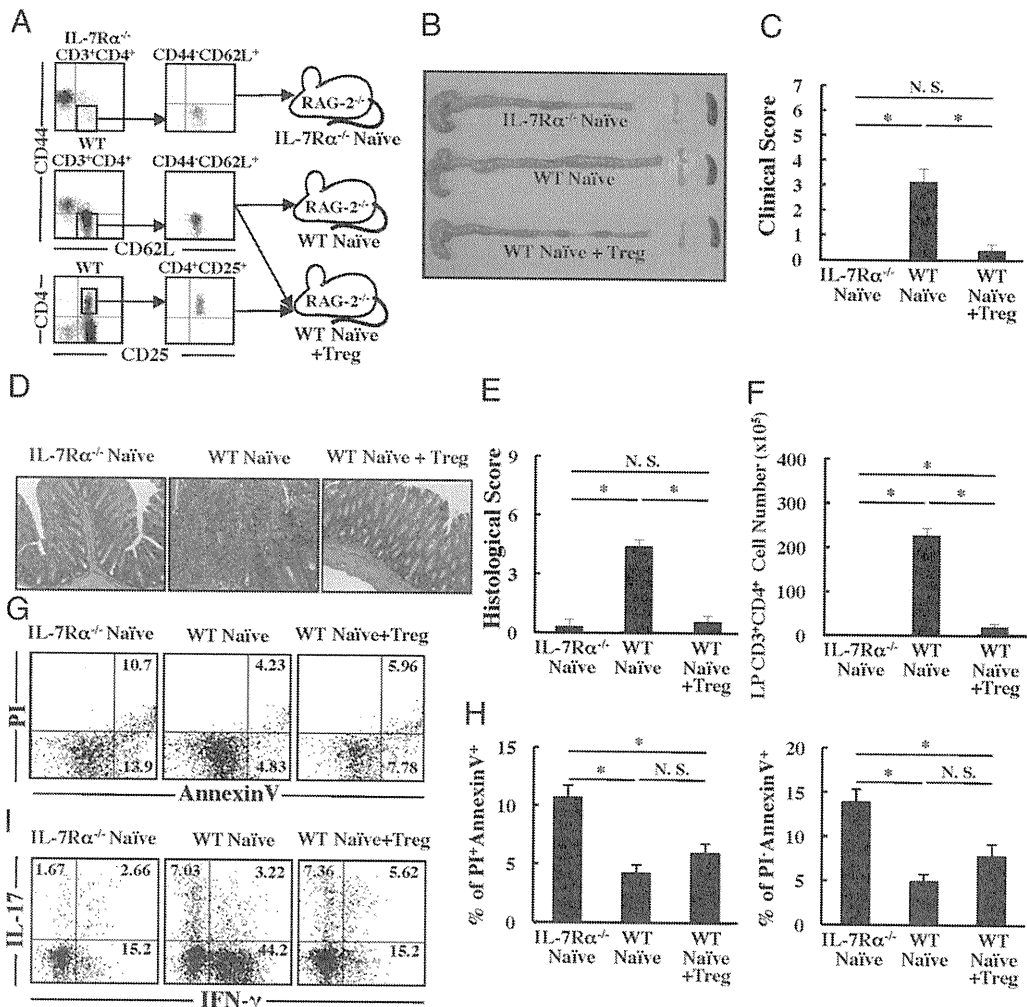 A
IL-7Rα-/-
CD3+CD4+
CD44-CD62L+
RAG-2-/-
IL-7Rα-/- Naïve
CD44
WT
CD3+CD4+
CD44-CD62L+
RAG-2-/-
WT Naïve
CD62L
WT
CD4+CD25+
CD4
RAG-2-/-
WT Naïve
+Treg
CD25
B
IL-7Rα-/- Naïve
WT Naïve
WT Naïve + Treg
C
Clinical Score
7
6
5
4
3
2
1
0
N. S.
* *
IL-7Rα-/- Naïve
WT Naïve
WT Naïve +Treg
D
IL-7Rα-/- Naïve WT Naïve WT Naïve + Treg
E
Histological Score
9
6
3
0
N. S.
* *
IL-7Rα-/- Naïve
WT Naïve
WT Naïve +Treg
F
LP CD3+CD4+ Cell Number (x10⁵)
400
300
200
100
0
*
* *
IL-7Rα-/- Naïve
WT Naïve
WT Naïve +Treg
G
IL-7Rα-/- Naïve WT Naïve WT Naïve+Treg
10.7 4.23 5.96
PI
13.9 4.83 7.78
AnnexinV
H
% of PI+AnnexinV+
15
10
5
0
*
* N. S.
IL-7Rα-/- Naïve
WT Naïve
WT Naïve +Treg
% of PI-AnnexinV+
20
15
10
5
0
*
* N. S.
IL-7Rα-/- Naïve
WT Naïve
WT Naïve +Treg
I
IL-7Rα-/- Naïve WT Naïve WT Naïve+Treg
1.67 2.66 7.03 3.22 7.36 5.62
IL-17
15.2 44.2 15.2
IFN-γ